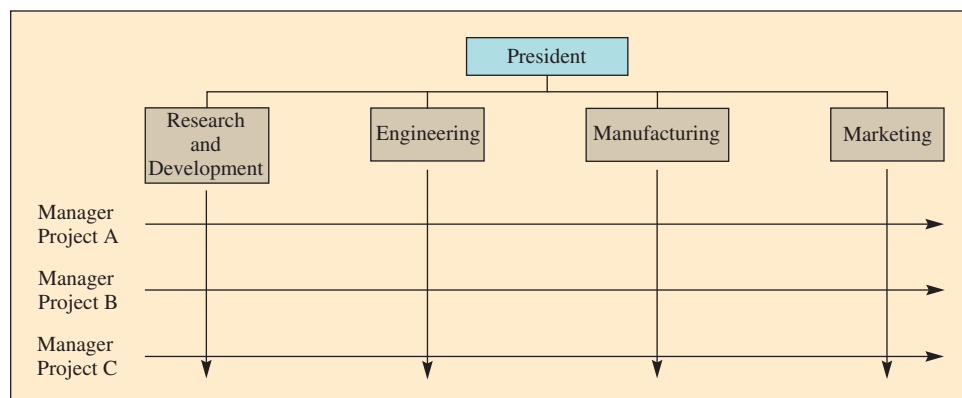 President
Research
and
Development
Engineering
Manufacturing
Marketing
Manager
Project A
Manager
Project B
Manager
Project C